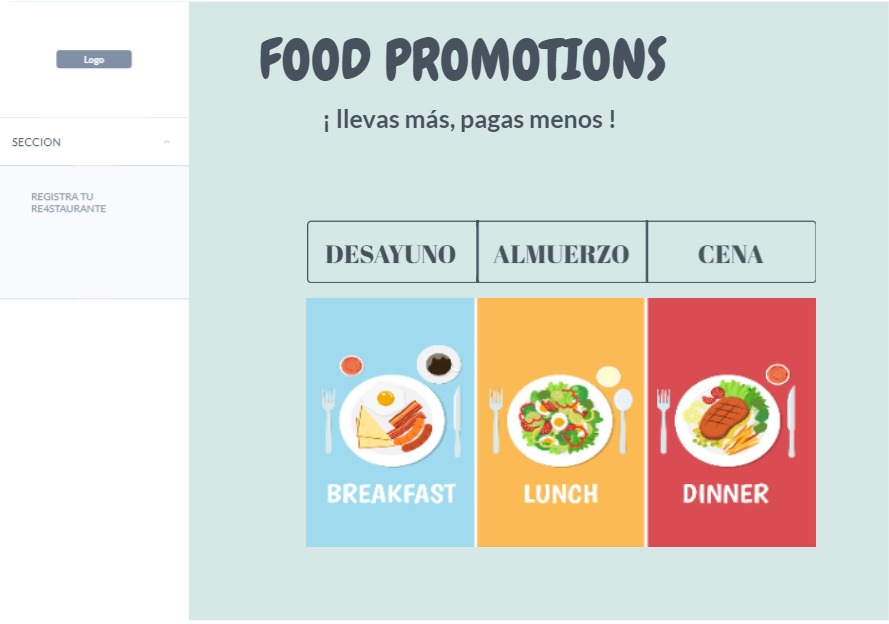 Logo
SECCION
REGISTRA TU
RE4STAURANTE
FOOD PROMOTIONS
¡ llevas más, pagas menos !
DESAYUNO ALMUERZO CENA
BREAKFAST LUNCH DINNER